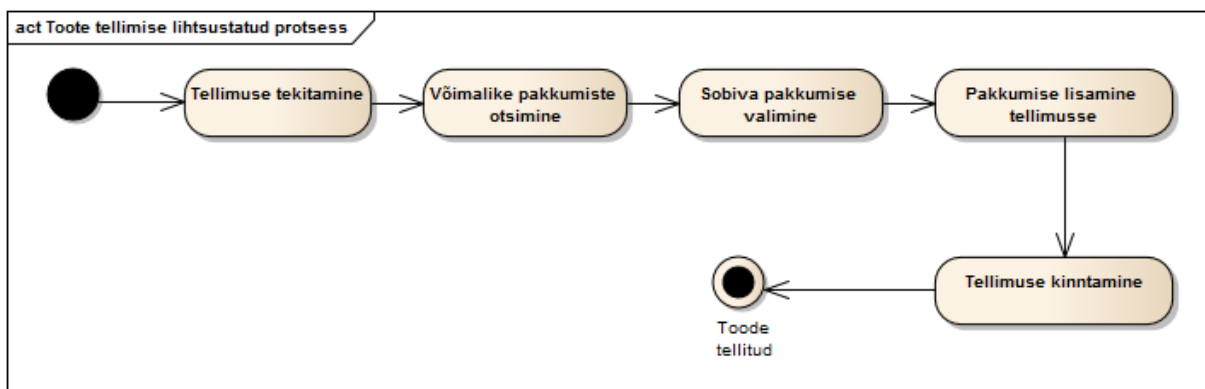 act Toote tellimise lihtsustatud protsess
Tellimuse tekitamine
Võimalike pakkumiste
otsimine
Sobiva pakkumise
valimine
Pakkumise lisamine
tellimusse
Tellimuse kinntamine
Toode
tellitud